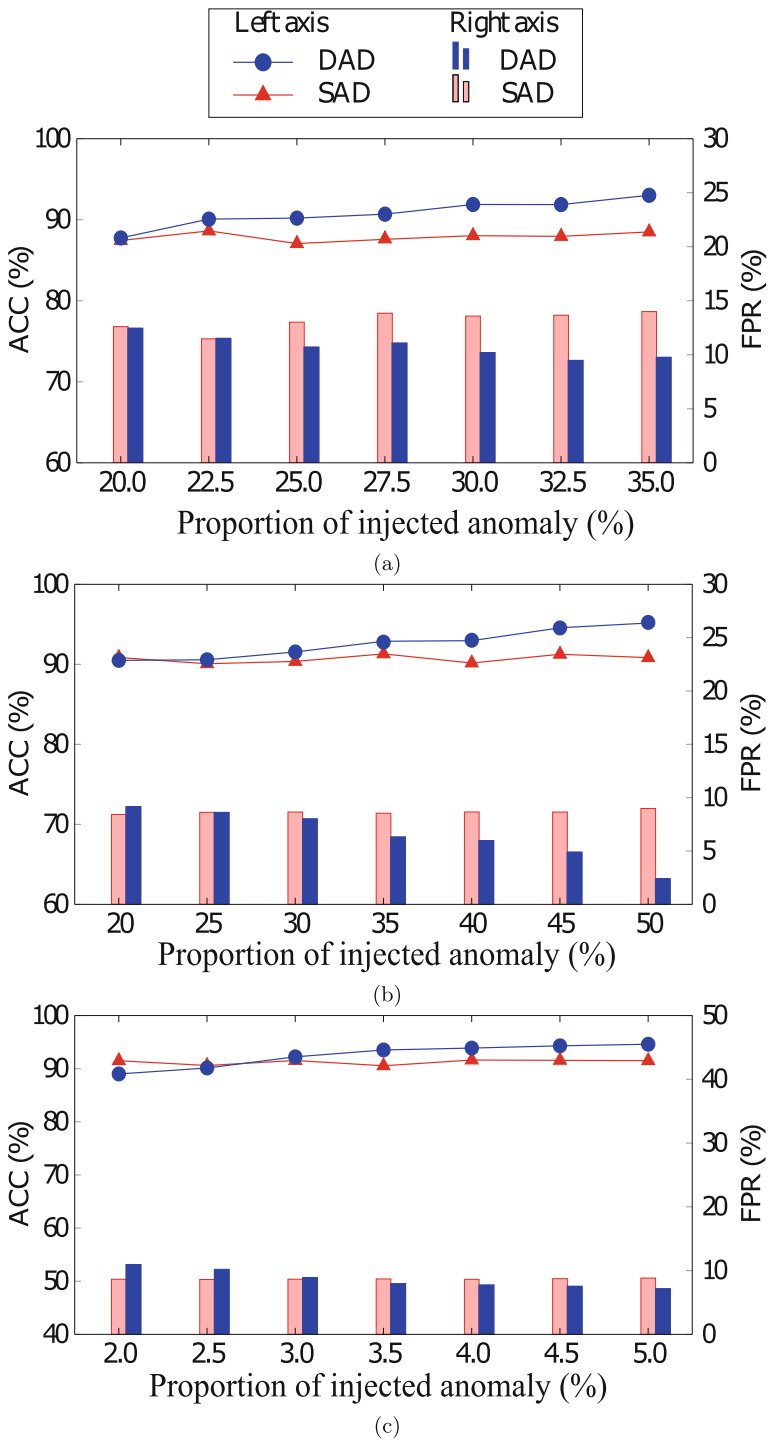 Left axis Right axis
DAD DAD
SAD SAD
100 30
90 25
80 20
70 15
60 10
5
0
ACC (%)
FPR (%)
20.0 22.5 25.0 27.5 30.0 32.5 35.0
Proportion of injected anomaly (%)
(a)
100 30
90 25
80 20
70 15
60 10
5
0
ACC (%)
FPR (%)
20 25 30 35 40 45 50
Proportion of injected anomaly (%)
(b)
100 50
90 40
80 30
70 20
60 10
50 0
40
ACC (%)
FPR (%)
2.0 2.5 3.0 3.5 4.0 4.5 5.0
Proportion of injected anomaly (%)
(c)